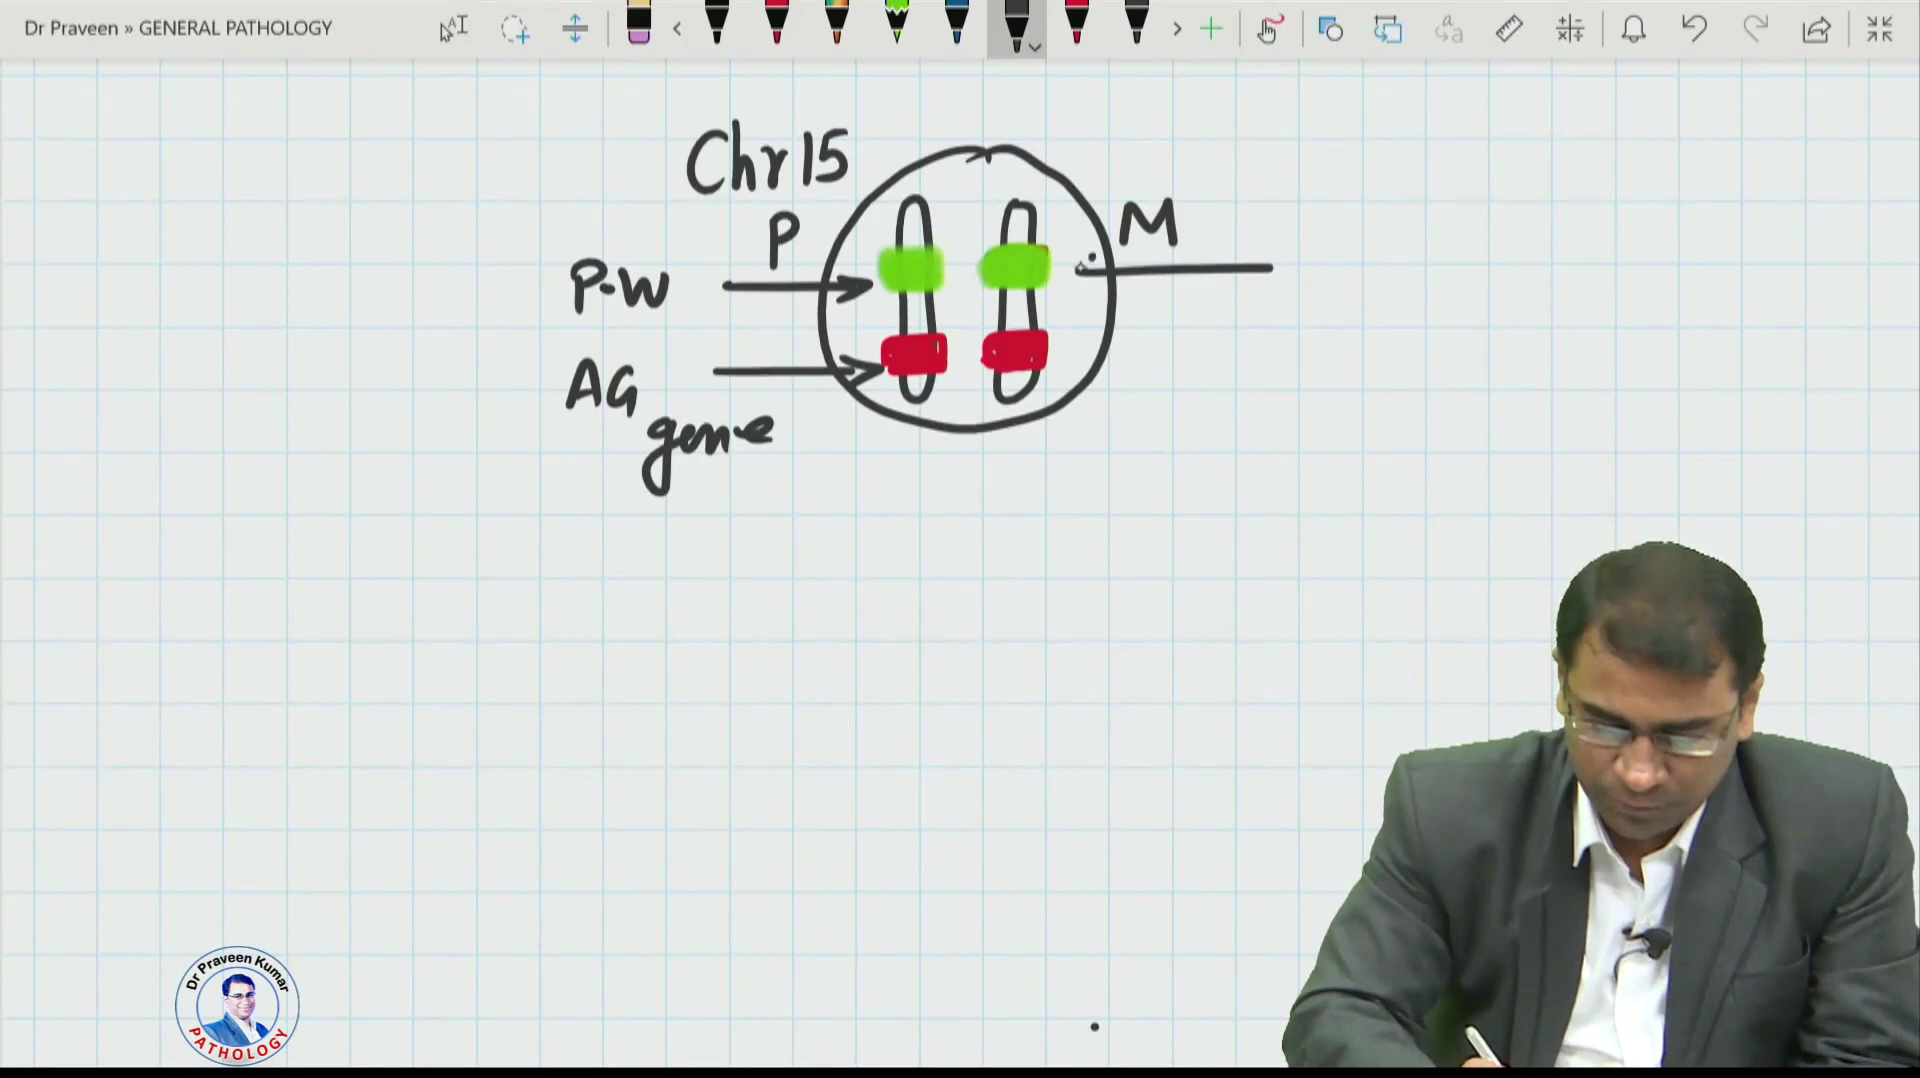 Dr Praveen » GENERAL PATHOLOGY
Chr 15
P
M
P-W
AG
gene
Dr Praveen Kumar
PATHOLOGY